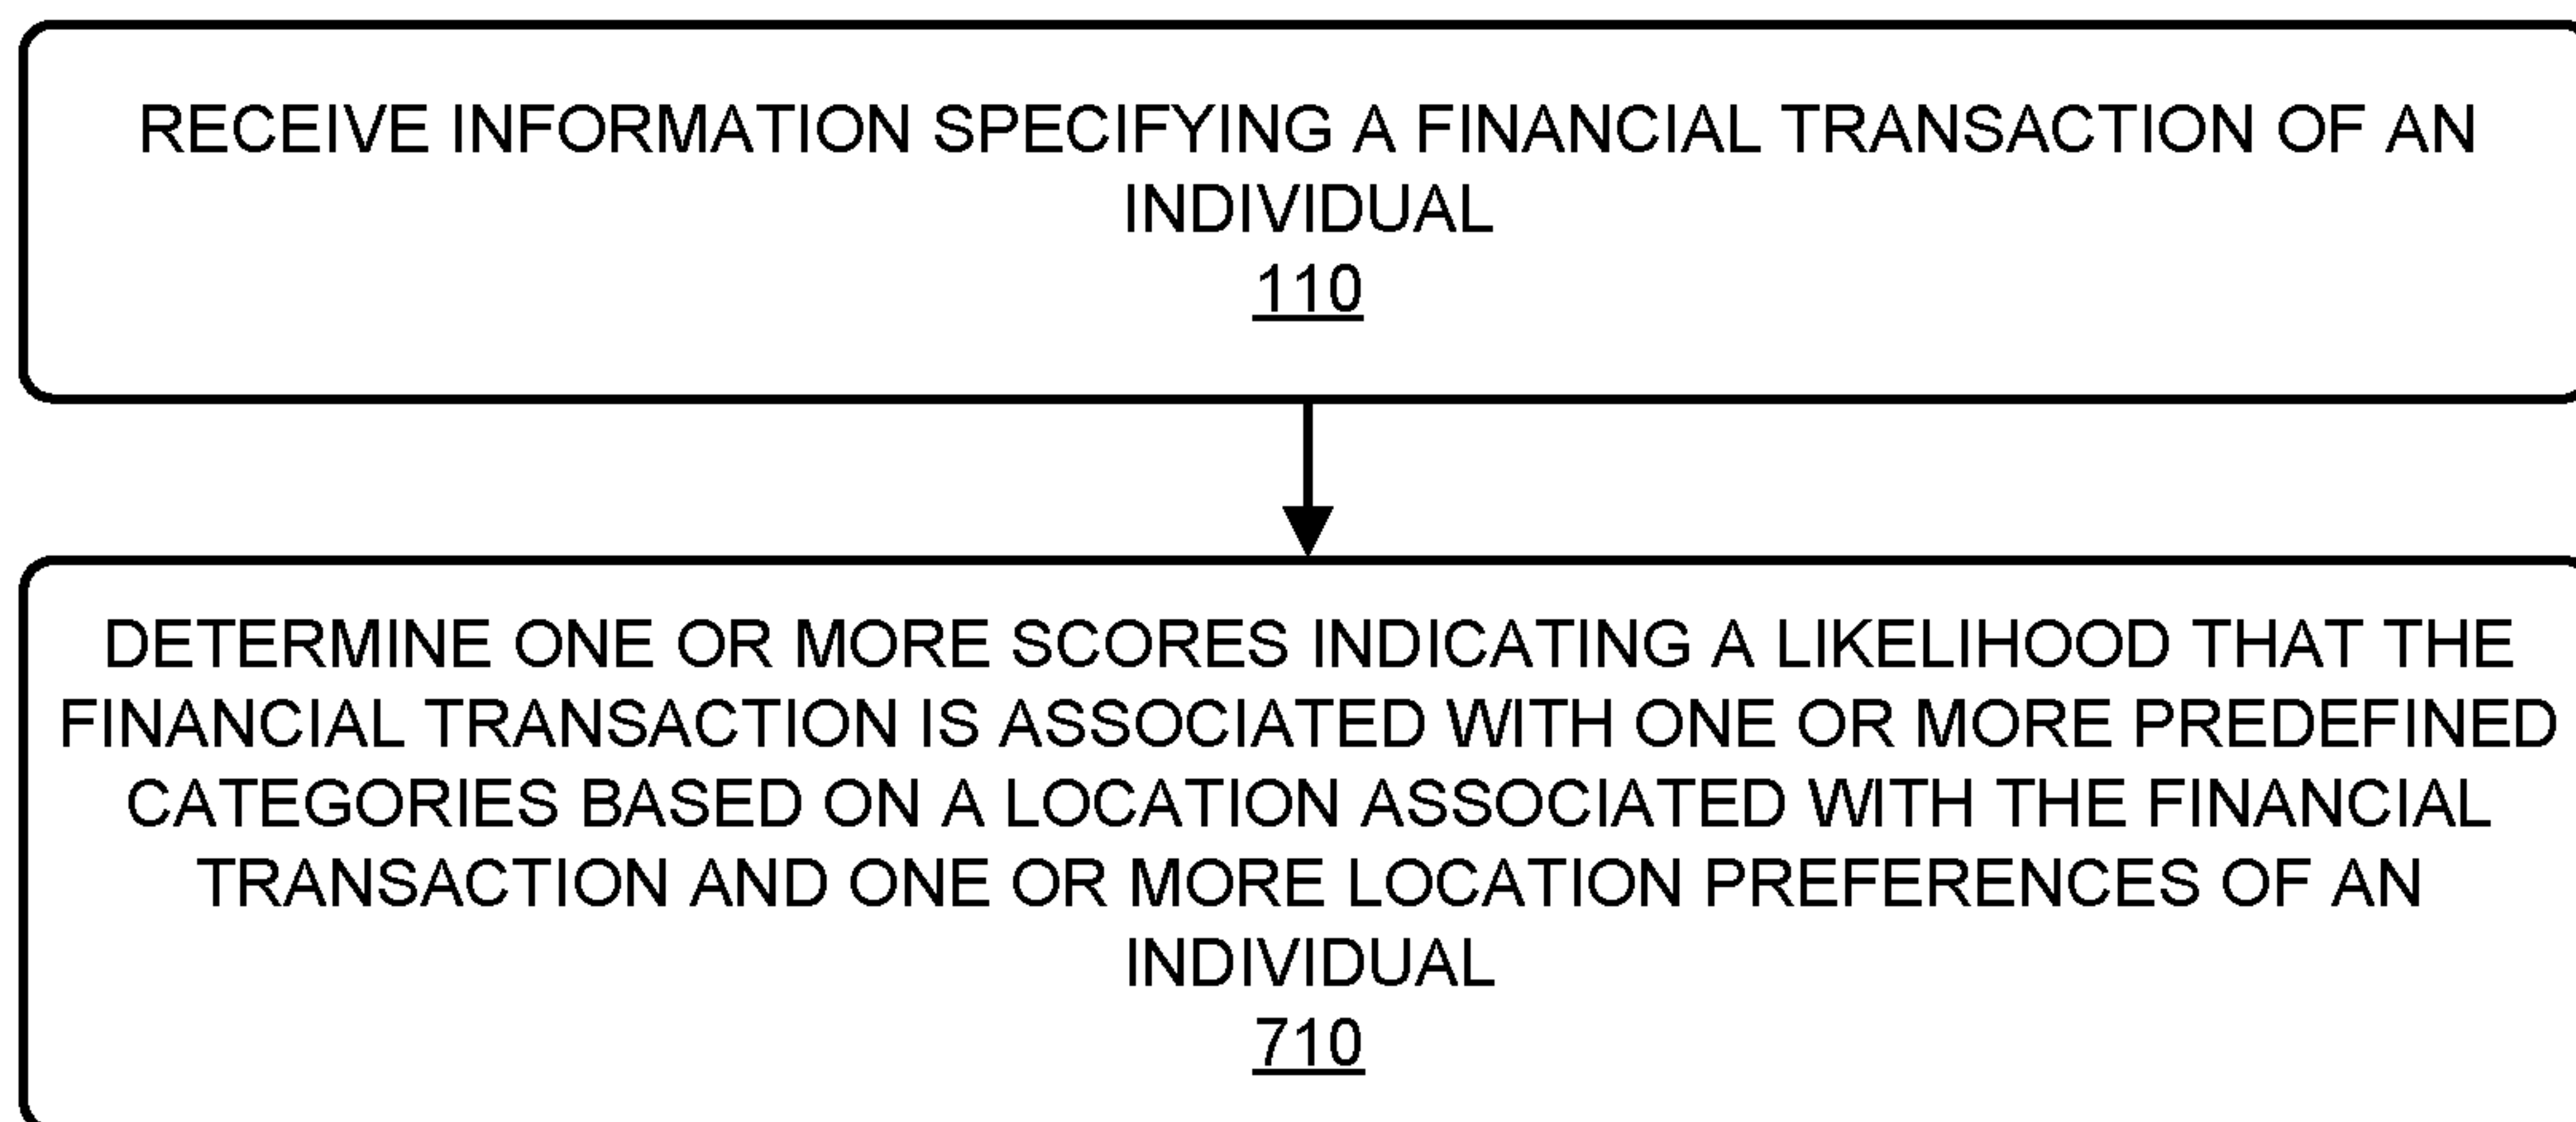 RECEIVE INFORMATION SPECIFYING A FINANCIAL TRANSACTION OF AN
INDIVIDUAL
110
DETERMINE ONE OR MORE SCORES INDICATING A LIKELIHOOD THAT THE
FINANCIAL TRANSACTION IS ASSOCIATED WITH ONE OR MORE PREDEFINED
CATEGORIES BASED ON A LOCATION ASSOCIATED WITH THE FINANCIAL
TRANSACTION AND ONE OR MORE LOCATION PREFERENCES OF AN
INDIVIDUAL
710